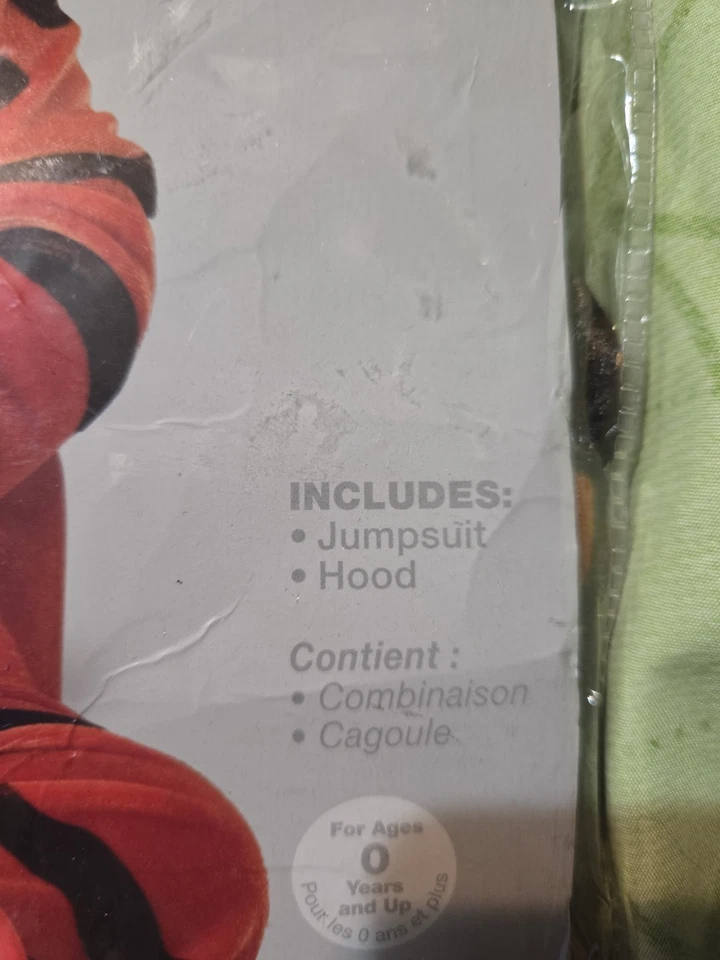 INCLUDES:
• Jumpsuit
• Hood
Contient :
• Combinaison
• Cagoule
For Ages
0
Years
and Up
Pour les 0 ans et plus